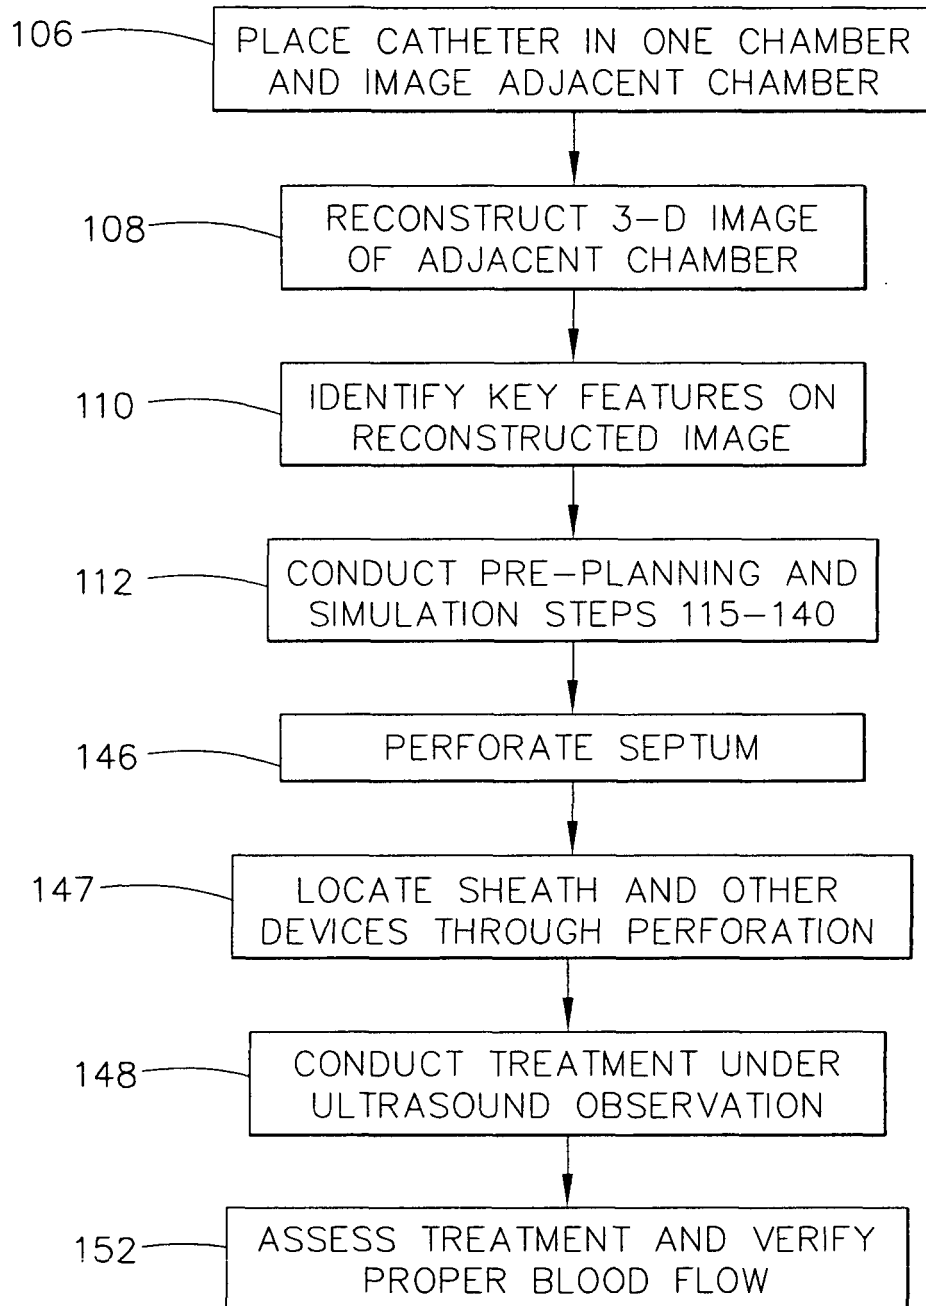 106
PLACE CATHETER IN ONE CHAMBER
AND IMAGE ADJACENT CHAMBER
108
RECONSTRUCT 3-D IMAGE
OF ADJACENT CHAMBER
110
IDENTIFY KEY FEATURES ON
RECONSTRUCTED IMAGE
112
CONDUCT PRE-PLANNING AND
SIMULATION STEPS 115-140
146
PERFORATE SEPTUM
147
LOCATE SHEATH AND OTHER
DEVICES THROUGH PERFORATION
148
CONDUCT TREATMENT UNDER
ULTRASOUND OBSERVATION
152
ASSESS TREATMENT AND VERIFY
PROPER BLOOD FLOW